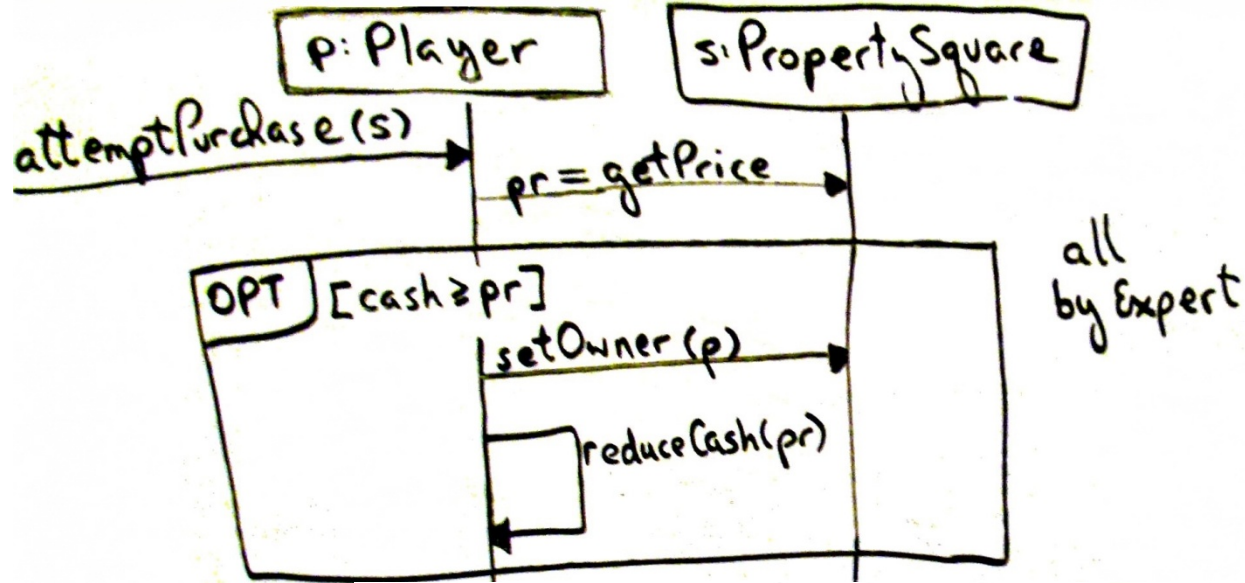 p: Player
s: PropertySquare
attemptPurchase(s)
pr = getPrice
all
by Expert
OPT [cash ≥ pr]
setOwner (p)
reduceCash(pr)